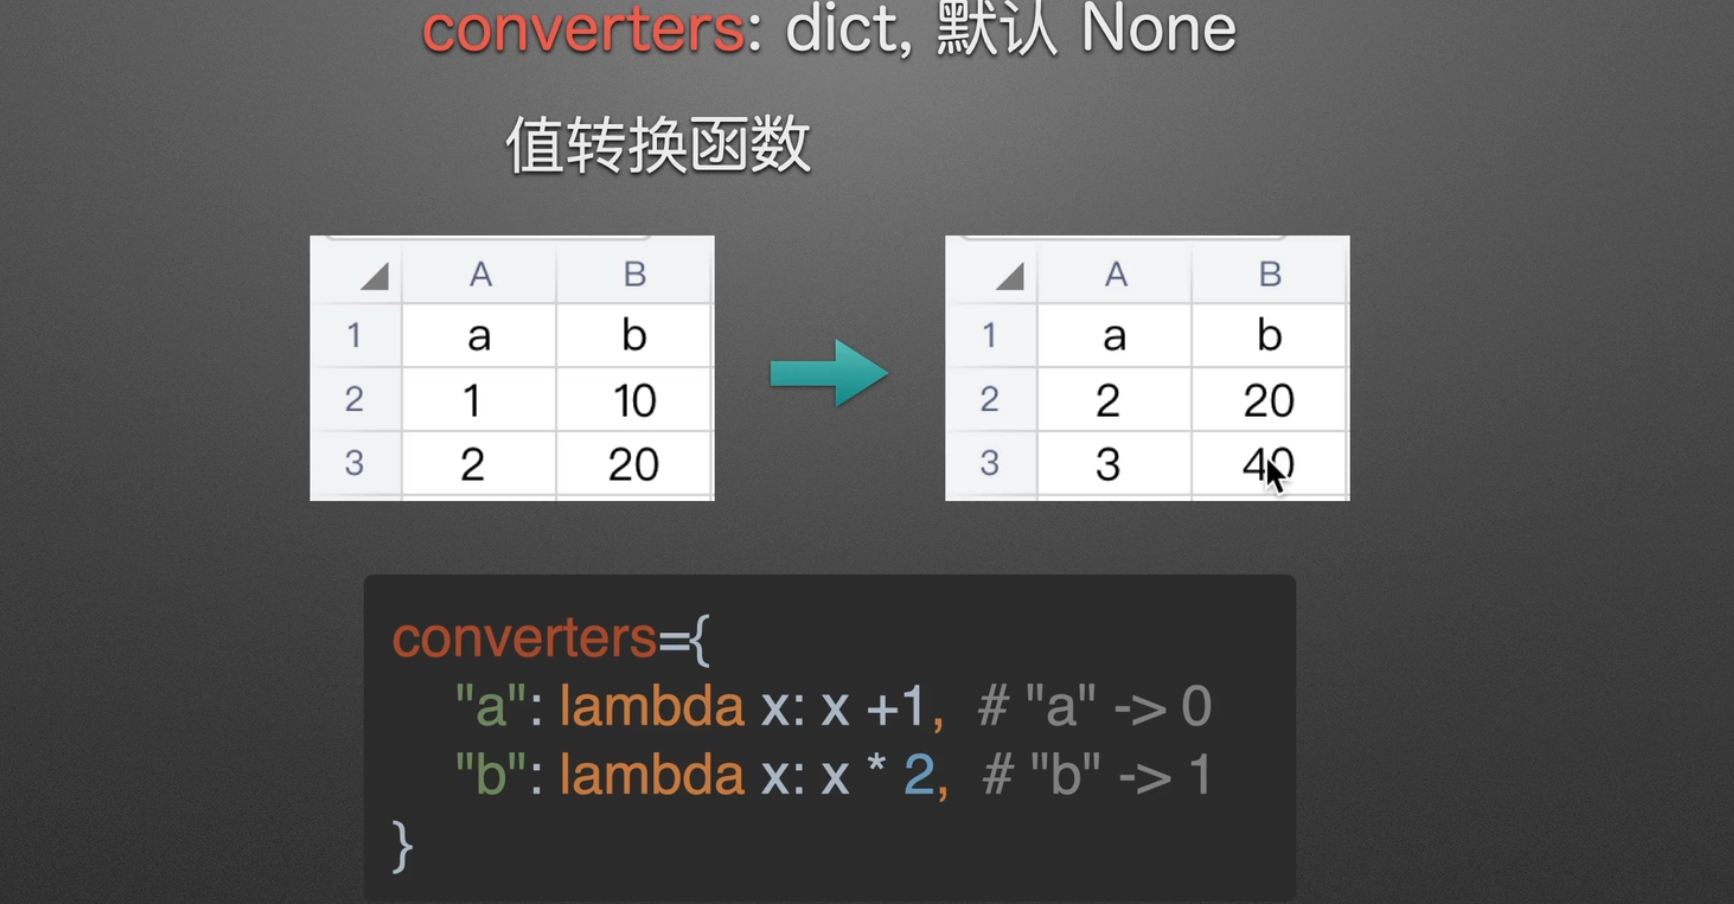 converters: dict, 默认 None
值转换函数
A B
1 a b
2 1 10
3 2 20
A B
1 a b
2 2 20
3 3 40
converters={
"a": lambda x: x +1, # "a" -> 0
"b": lambda x: x * 2, # "b" -> 1
}